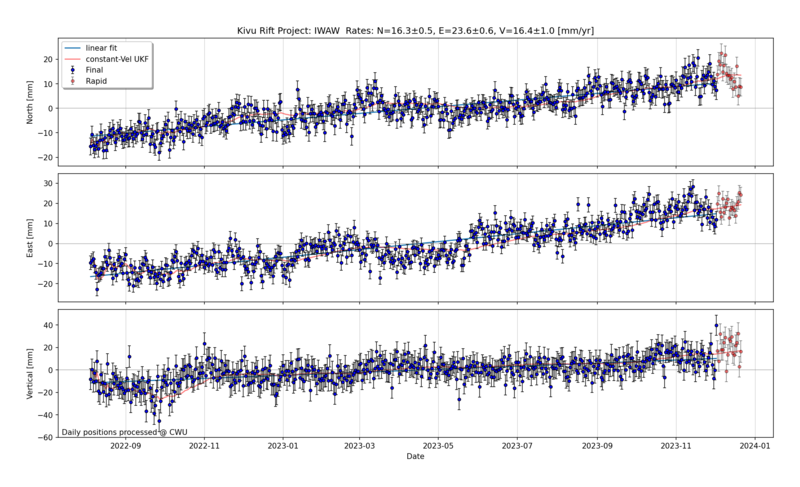 Kivu Rift Project: IWAW Rates: N=16.3±0.5, E=23.6±0.6, V=16.4±1.0 [mm/yr]
linear fit
constant-Vel UKF
Final
Rapid
North [mm]
20
10
0
−10
−20
East [mm]
30
20
10
0
−10
−20
Vertical [mm]
40
20
0
−20
−40
−60
Daily positions processed @ CWU
2022-09 2022-11 2023-01 2023-03 2023-05 2023-07 2023-09 2023-11 2024-01
Date